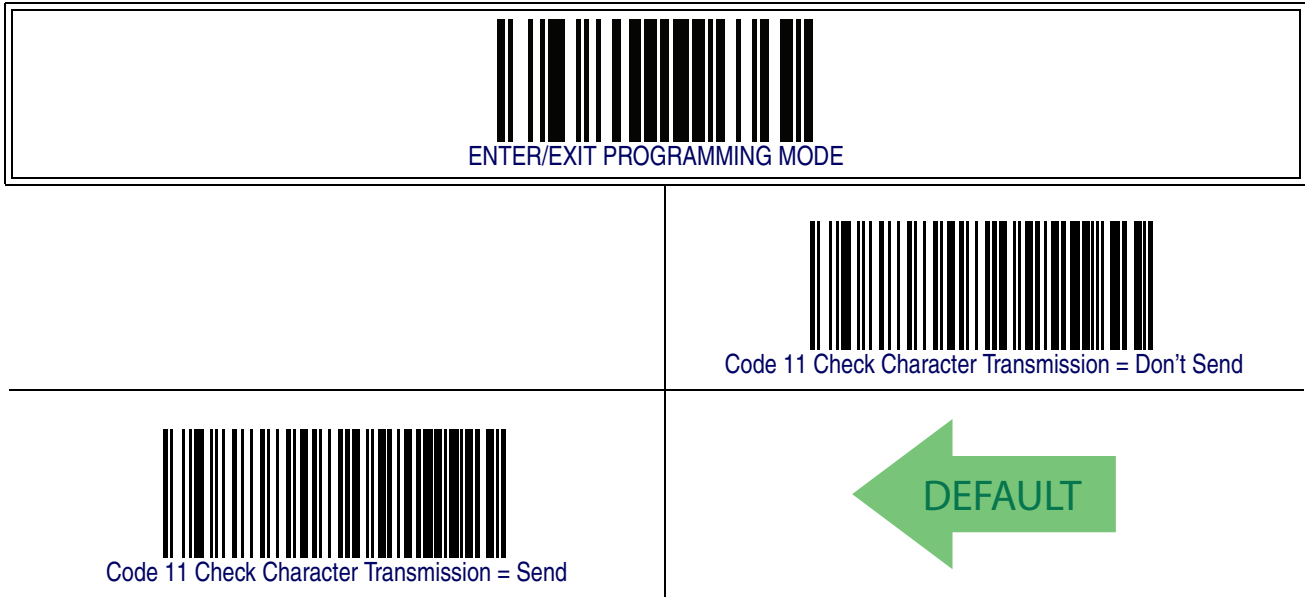 ENTER/EXIT PROGRAMMING MODE
Code 11 Check Character Transmission = Don't Send
Code 11 Check Character Transmission = Send
DEFAULT